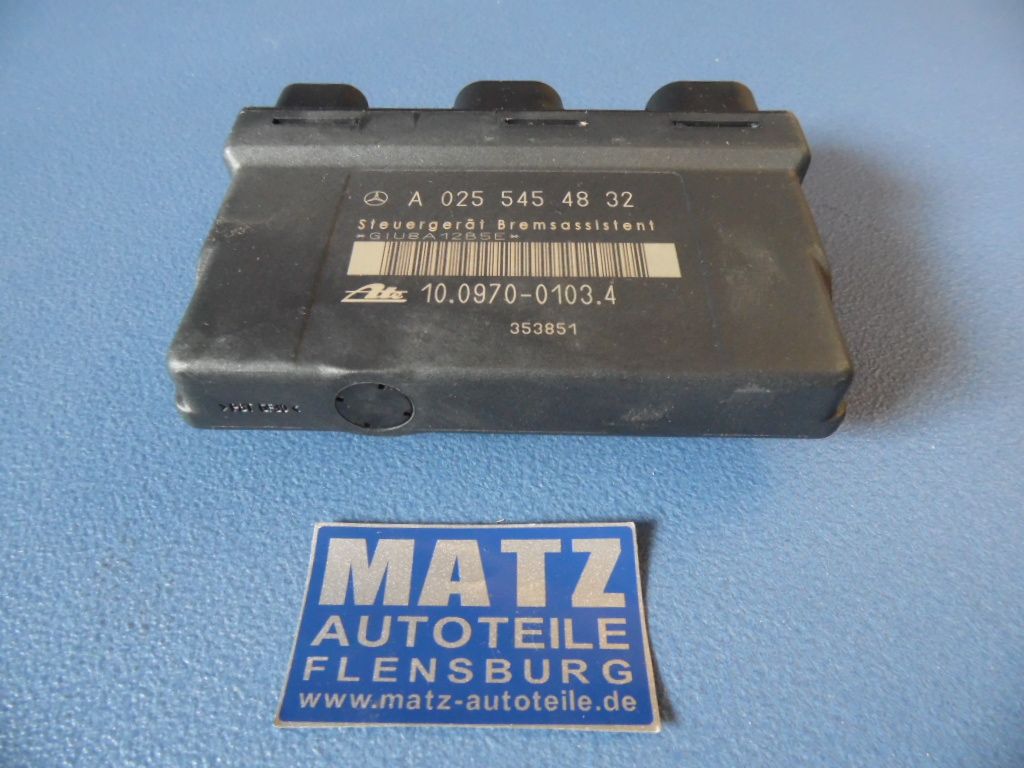 A 025 545 48 32
Steuergerät Bremsassistent
*GIU8A12B5E*
Ate 10.0970-0103.4
353851
MATZ
AUTOTEILE
FLENSBURG
www.matz-autoteile.de